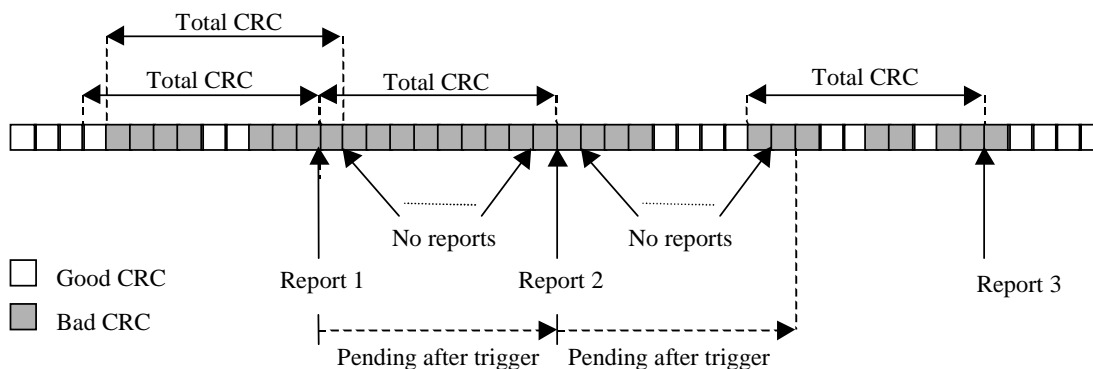 Total CRC
Total CRC
Total CRC
Total CRC
No reports
No reports
Report 1
Report 2
Report 3
Good CRC
Bad CRC
Pending after trigger
Pending after trigger